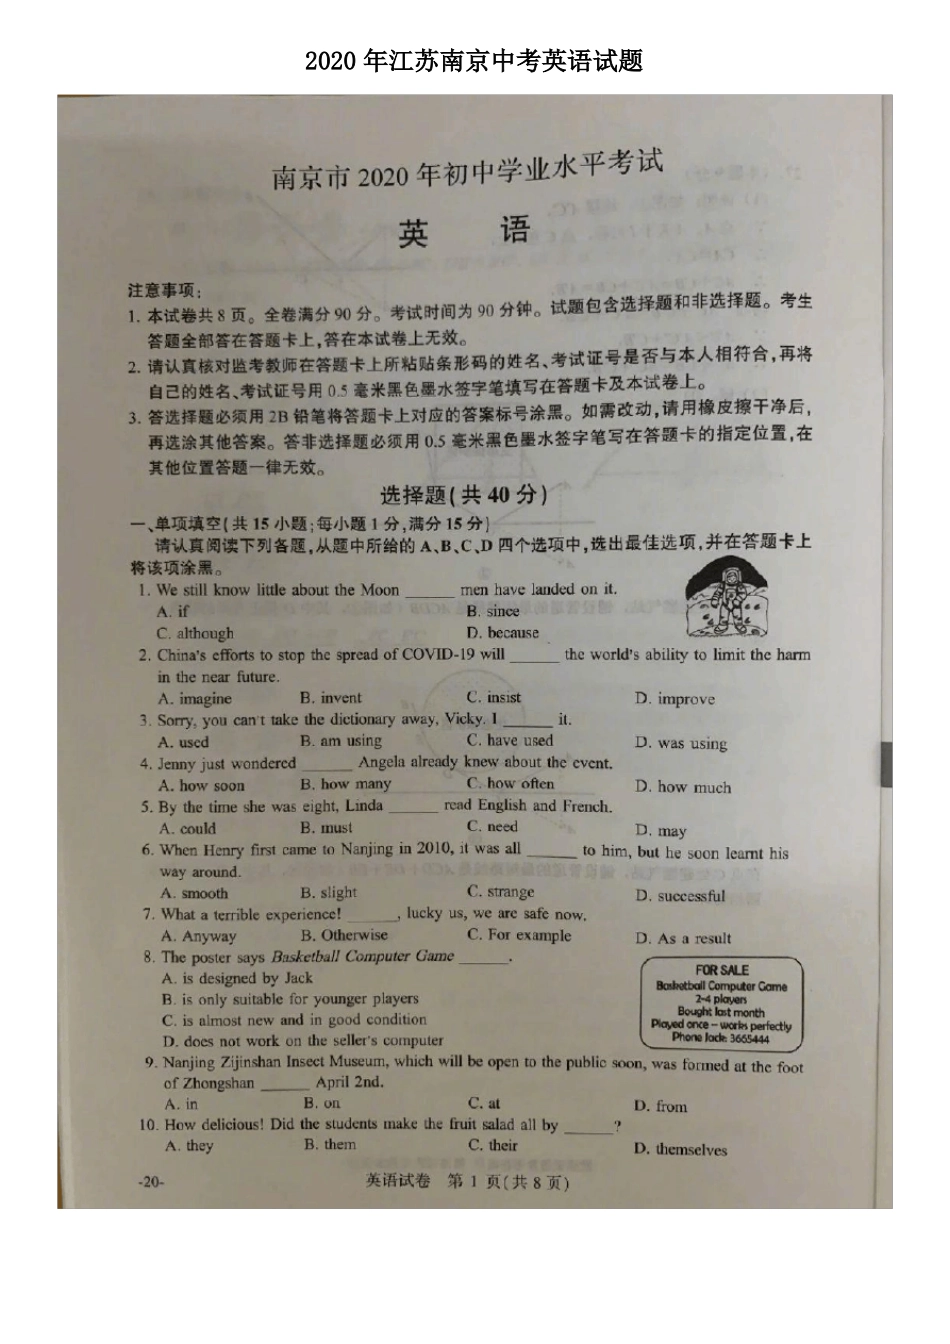 2020 年江苏南京中考英语试题
南京市 2020 年初中学业水平考试
英 语
注意事项:
1. 本试卷共 8 页。全卷满分 90 分。考试时间为 90 分钟。试题包含选择题和非选择题。考生
答题全部答在答题卡上,答在本试卷上无效。
2. 请认真核对监考教师在答题卡上所粘贴条形码的姓名、考试证号是否与本人相符合,再将
自己的姓名、考试证号用 0.5 毫米黑色墨水签字笔填写在答题卡及本试卷上。
3. 答选择题必须用 2B 铅笔将答题卡上对应的答案标号涂黑。如需改动,请用橡皮擦干净后,
再选涂其他答案。答非选择题必须用 0.5 毫米黑色墨水签字笔写在答题卡的指定位置,在
其他位置答题一律无效。
选择题(共 40 分)
一、单项填空(共 15 小题;每小题 1 分,满分 15 分)
请认真阅读下列各题,从题中所给的 A、B、C、D 四个选项中,选出最佳选项,并在答题卡上
将该项涂黑。
1. We still know little about the Moon ______ men have landed on it.
A. if B. since
C. although D. because
2. China's efforts to stop the spread of COVID-19 will ______ the world's ability to limit the harm
in the near future.
A. imagine B. invent C. insist D. improve
3. Sorry, you can't take the dictionary away, Vicky. I ______ it.
A. used B. am using C. have used D. was using
4. Jenny just wondered ______ Angela already knew about the event.
A. how soon B. how many C. how often D. how much
5. By the time she was eight, Linda ______ read English and French.
A. could B. must C. need D. may
6. When Henry first came to Nanjing in 2010, it was all ______ to him, but he soon learnt his
way around.
A. smooth B. slight C. strange D. successful
7. What a terrible experience! ______, lucky us, we are safe now.
A. Anyway B. Otherwise C. For example D. As a result
8. The poster says Basketball Computer Game ______.
A. is designed by Jack
B. is only suitable for younger players
C. is almost new and in good condition
D. does not work on the seller's computer
FOR SALE
Basketball Computer Game
2-4 players
Bought last month
Played once – works perfectly
Phone Jack: 3665444
9. Nanjing Zijinshan Insect Museum, which will be open to the public soon, was formed at the foot
of Zhongshan ______ April 2nd.
A. in B. on C. at D. from
10. How delicious! Did the students make the fruit salad all by ______?
A. they B. them C. their D. themselves
-20- 英语试卷 第 1 页(共 8 页)